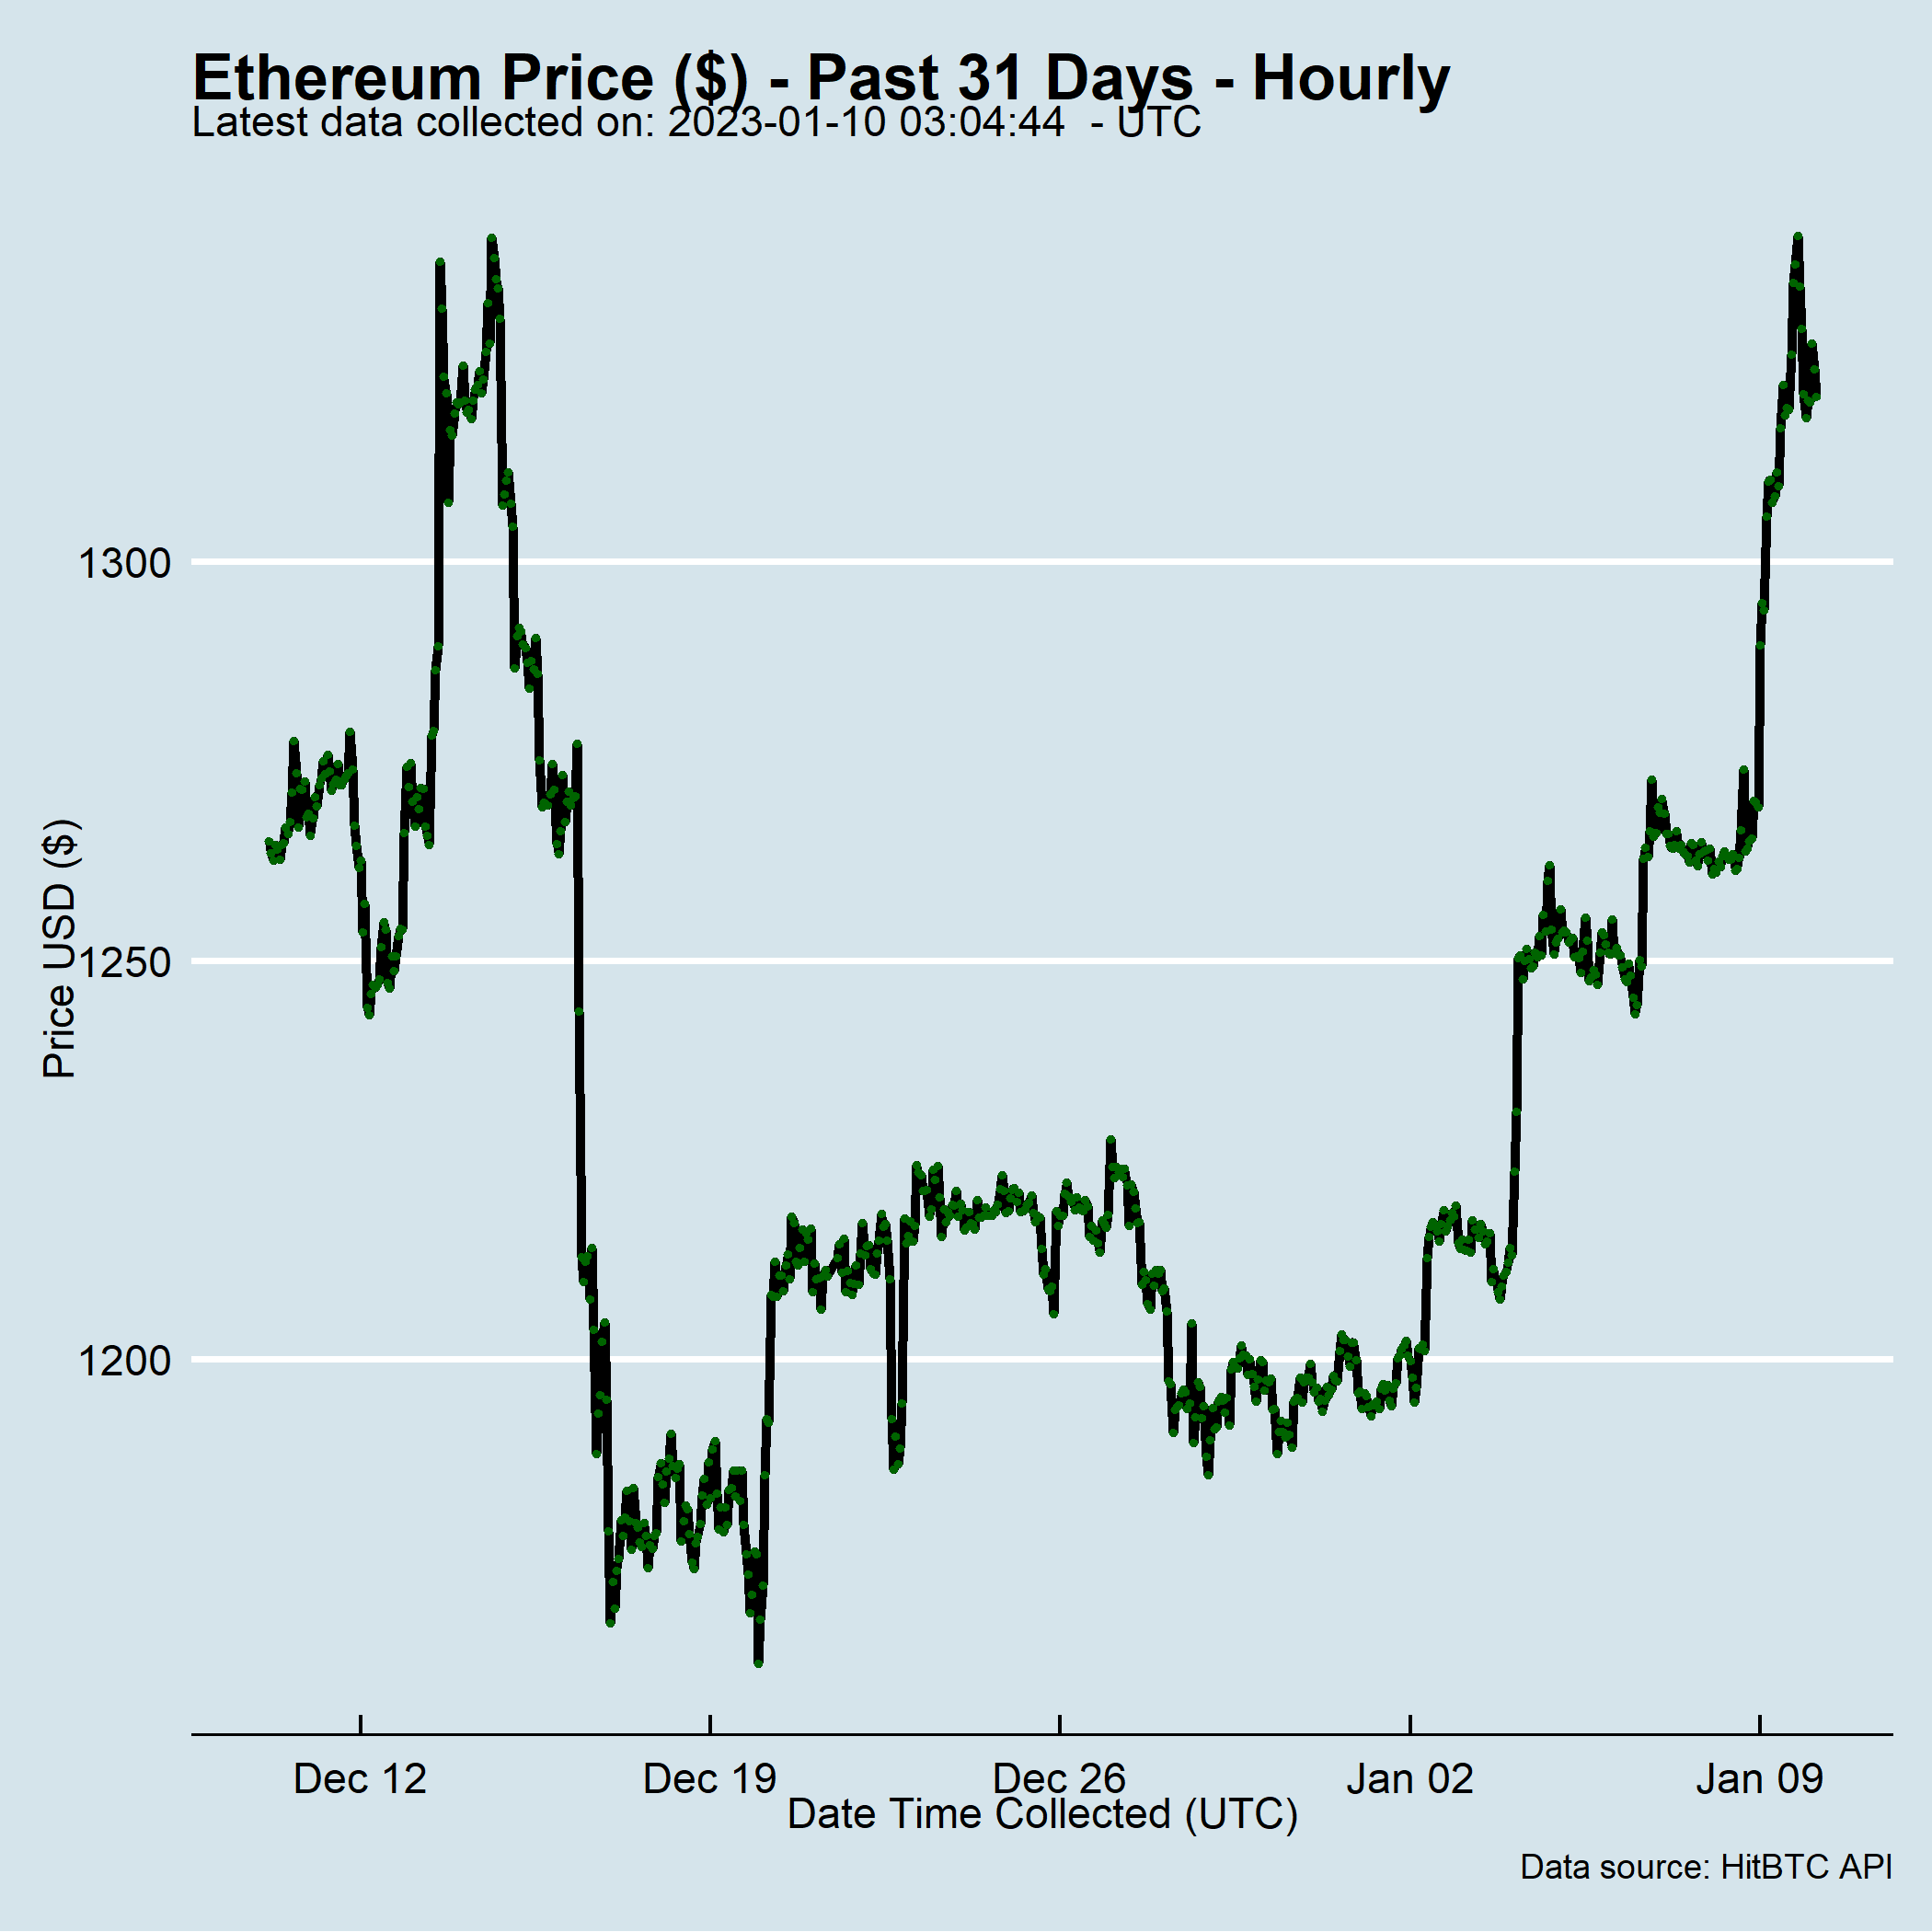 Ethereum Price ($) - Past 31 Days - Hourly
Latest data collected on: 2023-01-10 03:04:44  - UTC
1300
1250
1200
Price USD ($)
Dec 12
Dec 19
Dec 26
Jan 02
Jan 09
Date Time Collected (UTC)
Data source: HitBTC API